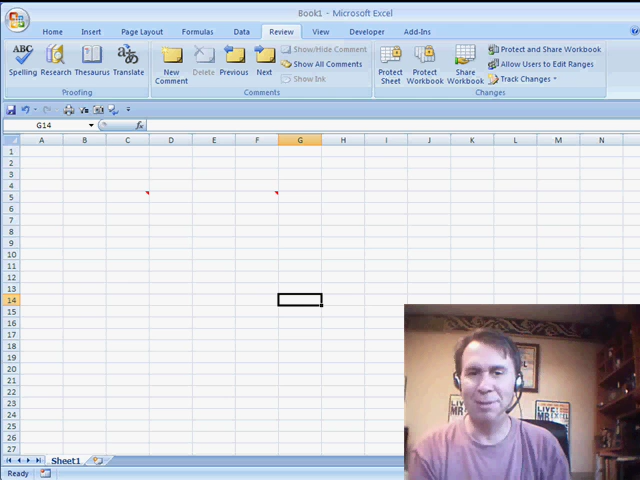 Book1 - Microsoft Excel
Home Insert Page Layout Formulas Data Review View Developer Add-Ins
ABC
Spelling Research Thesaurus Translate
Proofing
New Comment Delete Previous Next
Show/Hide Comment
Show All Comments
Show Ink
Comments
Protect Sheet Protect Workbook Share Workbook
Protect and Share Workbook
Allow Users to Edit Ranges
Track Changes
Changes
G14 fx
A B C D E F G H I J K L M N
1
2
3
4
5
6
7
8
9
10
11
12
13
14
15
16
17
18
19
20
21
22
23
24
25
26
27
LIVE!
MR EXCEL
LIVE!
Sheet1
Ready